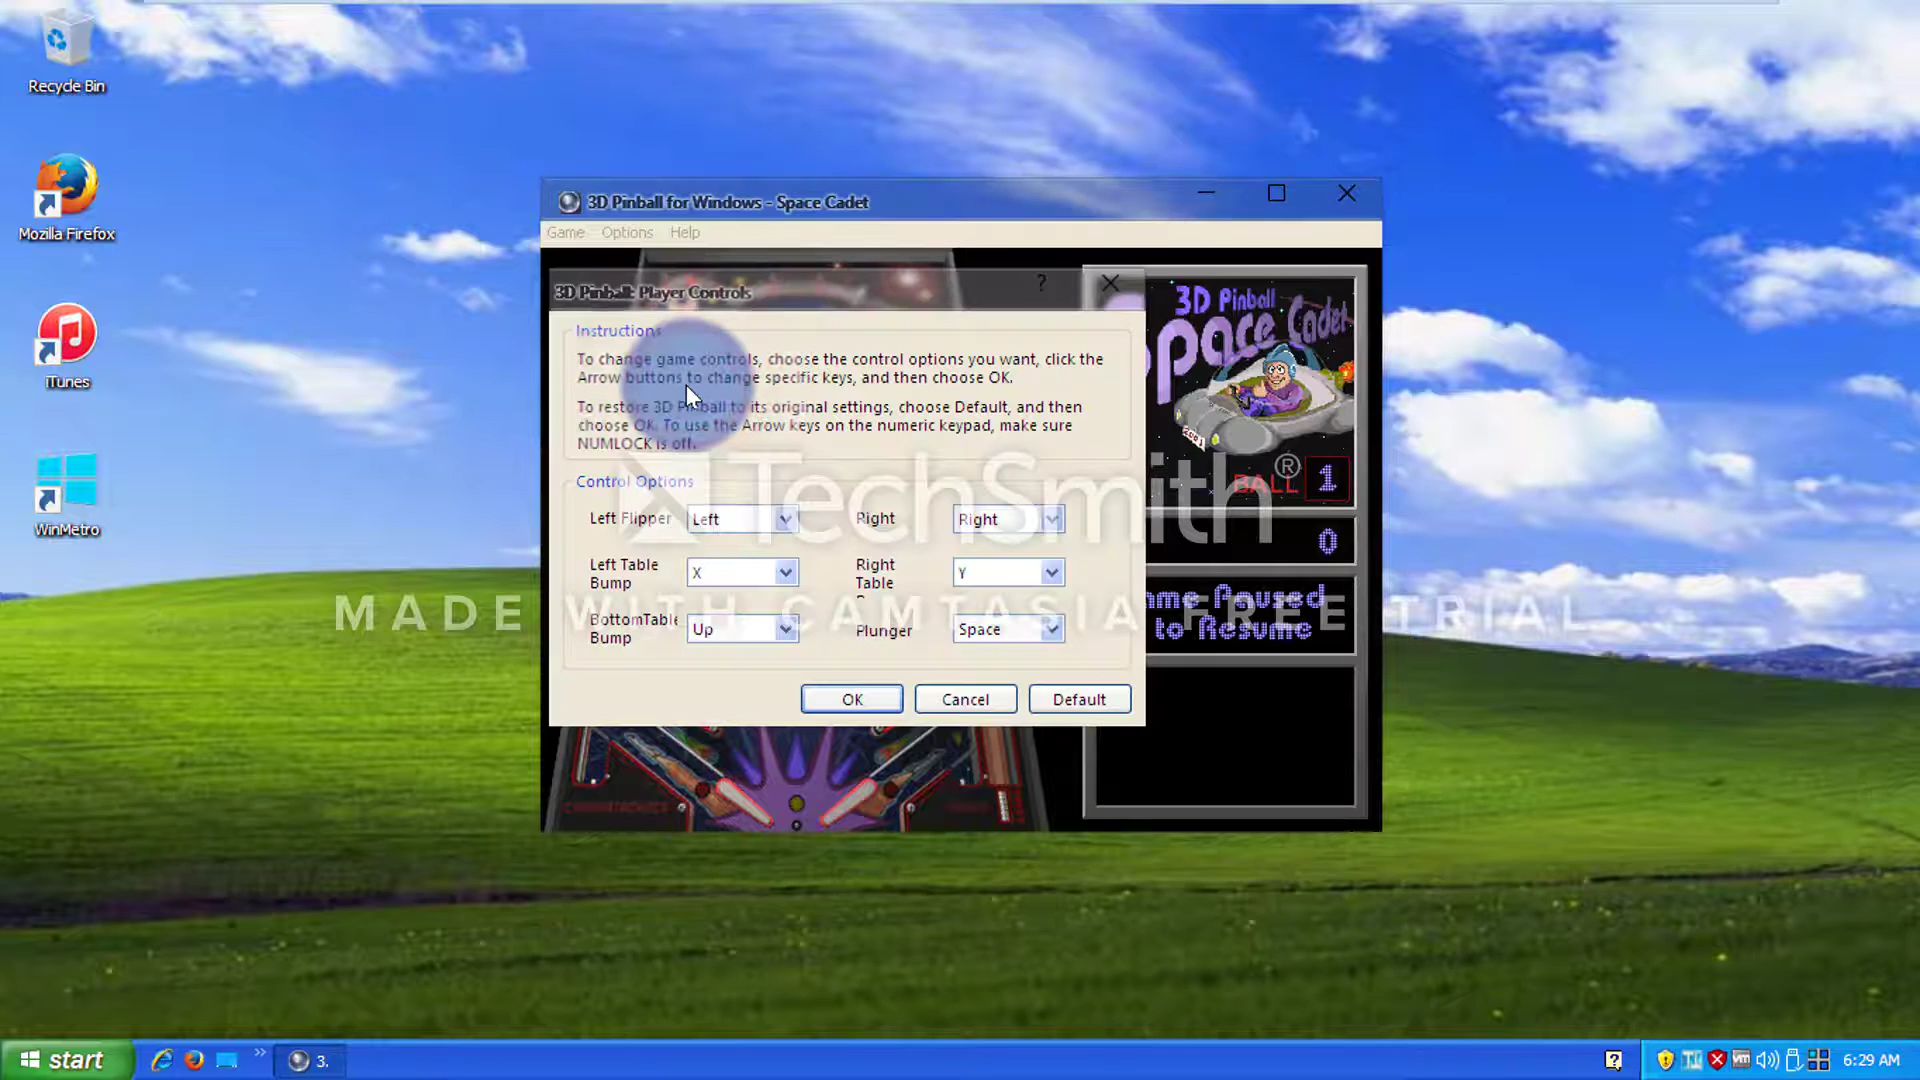 Recycle Bin
Mozilla Firefox
iTunes
WinMetro
3D Pinball for Windows - Space Cadet
Game Options Help
3D Pinball: Player Controls
?
Instructions
To change game controls, choose the control options you want, click the
Arrow buttons to change specific keys, and then choose OK.
To restore 3D Pinball to its original settings, choose Default, and then
choose OK. To use the Arrow keys on the numeric keypad, make sure
NUMLOCK is off.
Control Options
Left Flipper Left Right Right
Left Table
Bump X Right
Table Y
BottomTable
Bump Up Plunger Space
OK Cancel Default
3D Pinball
Space Cadet
BALL 1
0
me Paused
to Resume
TechSmith®
MADE WITH CAMTASIA FREE TRIAL
start
3.
6:29 AM